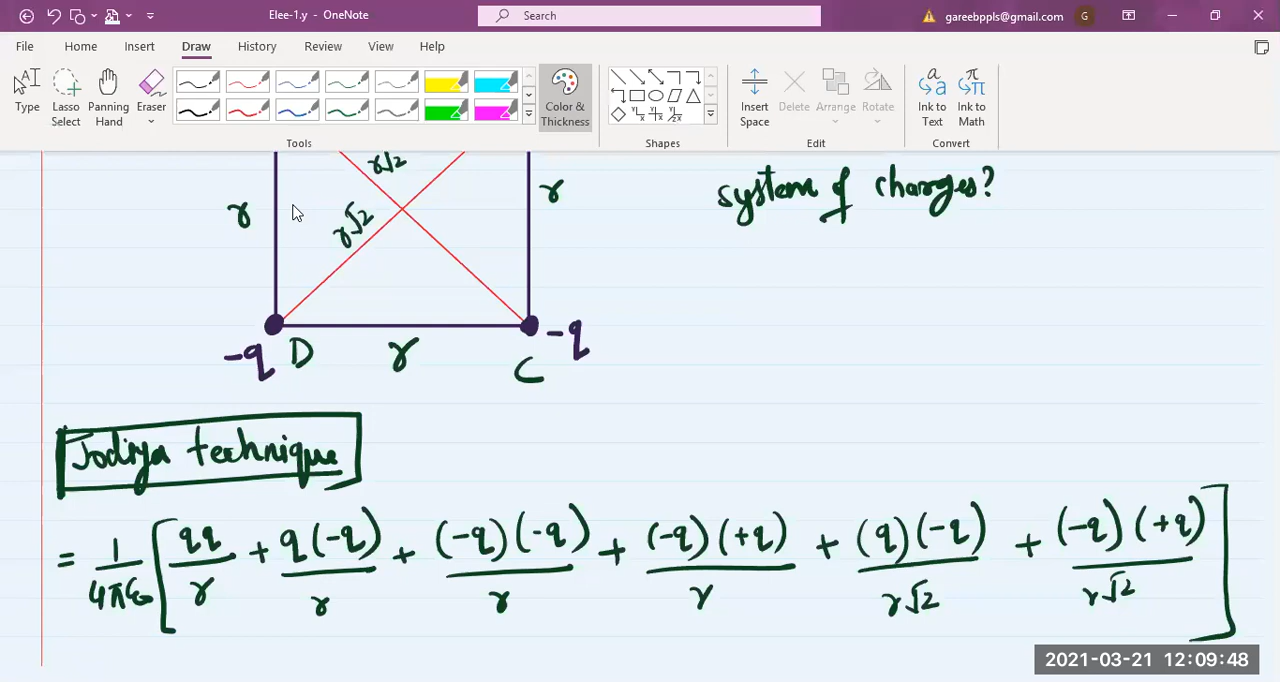 Elee-1.y - OneNote
Search
gareebppls@gmail.com
G
File Home Insert Draw History Review View Help
Type
Lasso Select
Panning Hand
Eraser
Color & Thickness
Insert Space
Delete
Arrange
Rotate
Ink to Text
Ink to Math
Tools
Shapes
Edit
Convert
r√2
r
r√2
r
system of charges?
-q D
r
C
-q
Jodiya technique
= 1/4πε₀ [ qq/r + q(-q)/r + (-q)(-q)/r + (-q)(+q)/r + (q)(-q)/r√2 + (-q)(+q)/r√2 ]
2021-03-21 12:09:48